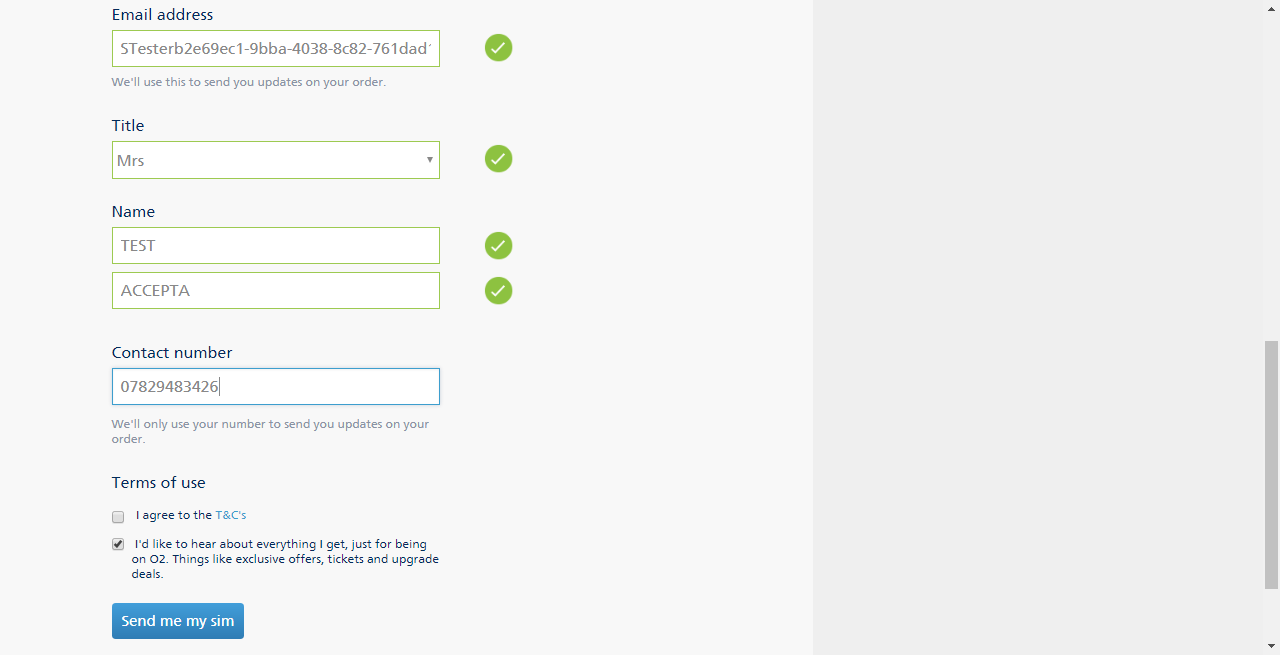 Email address
STesterb2e69ec1-9bba-4038-8c82-761dad1
We'll use this to send you updates on your order.
Title
Mrs
Name
TEST
ACCEPTA
Contact number
07829483426
We'll only use your number to send you updates on your
order.
Terms of use
I agree to the T&C's
I'd like to hear about everything I get, just for being
on O2. Things like exclusive offers, tickets and upgrade
deals.
Send me my sim